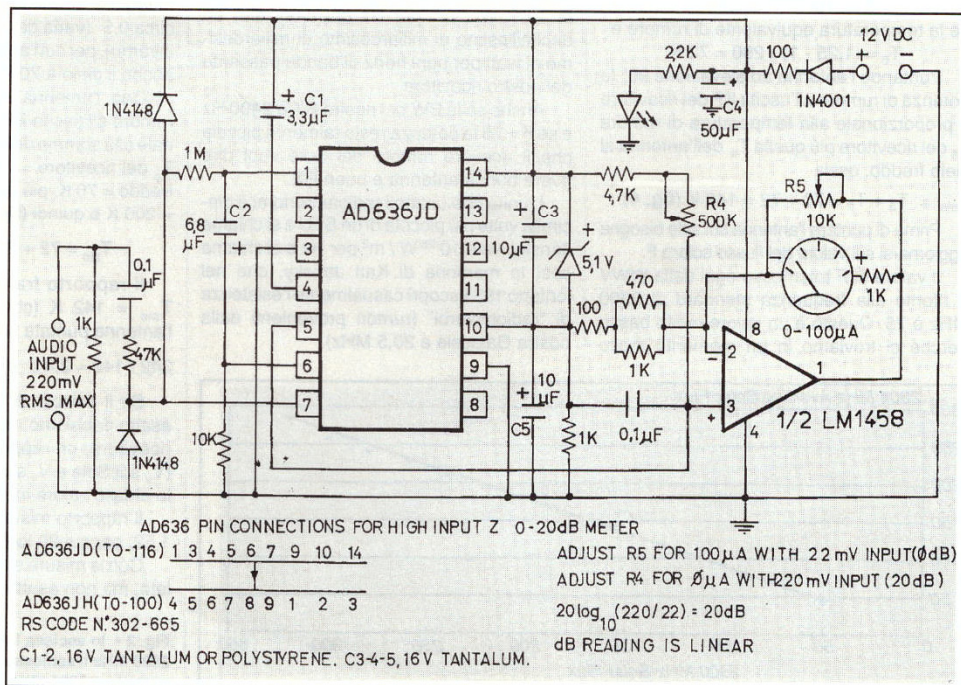 12 V DC
+ −
2,2K
100
1N4001
C4
50µF
+
C1
3,3µF
1M
C2
6,8
µF
0,1
µF
1K
47K
AUDIO
INPUT
220mV
RMS MAX
1N4148
10K
1
2
3
4
5
6
7
AD636JD
14
13
12
11
10
9
8
C3
10µF
4,7K
R4
500K
5,1V
R5
10K
I
1K
0-100µA
470
100
1K
10
µF
C5
1K
0,1µF
8
2
−
3
+
1
4
1/2 LM1458
AD636 PIN CONNECTIONS FOR HIGH INPUT Z 0-20dB METER
AD636JD(TO-116) 1 3 4 5 6 7 9 10 14
AD636JH(TO-100) 4 5 6 7 8 9 1 2 3
RS CODE N° 302-665
C1-2, 16V TANTALUM OR POLYSTYRENE. C3-4-5, 16V TANTALUM.
ADJUST R5 FOR 100µA WITH 22mV INPUT(0dB)
ADJUST R4 FOR 0µA WITH 220mV INPUT (20dB)
20log10 (220/22) = 20dB
dB READING IS LINEAR